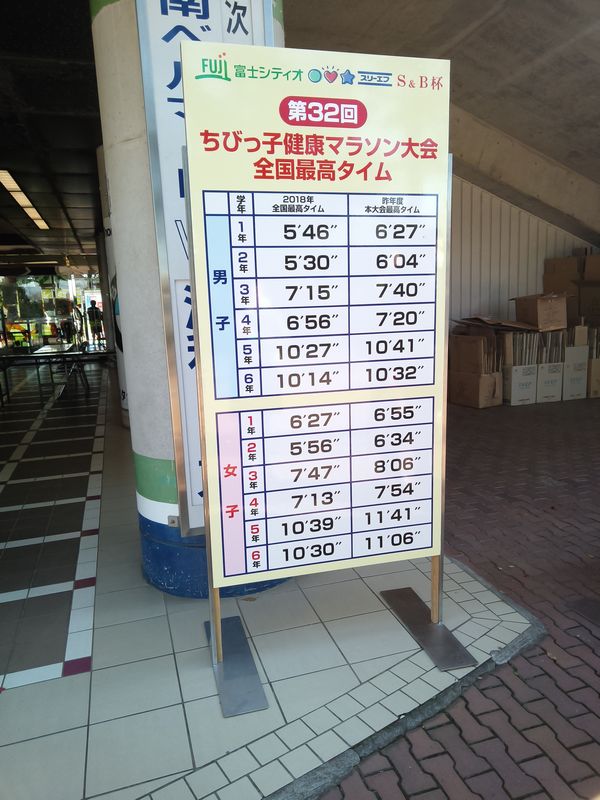 次
南ベルマ
FUJI 富士シティオ スリーエフ S&B杯
第32回
ちびっ子健康マラソン大会
全国最高タイム
学年 2018年 全国最高タイム 昨年度 本大会最高タイム
男子
1年 5′46″ 6′27″
2年 5′30″ 6′04″
3年 7′15″ 7′40″
4年 6′56″ 7′20″
5年 10′27″ 10′41″
6年 10′14″ 10′32″
女子
1年 6′27″ 6′55″
2年 5′56″ 6′34″
3年 7′47″ 8′06″
4年 7′13″ 7′54″
5年 10′39″ 11′41″
6年 10′30″ 11′06″